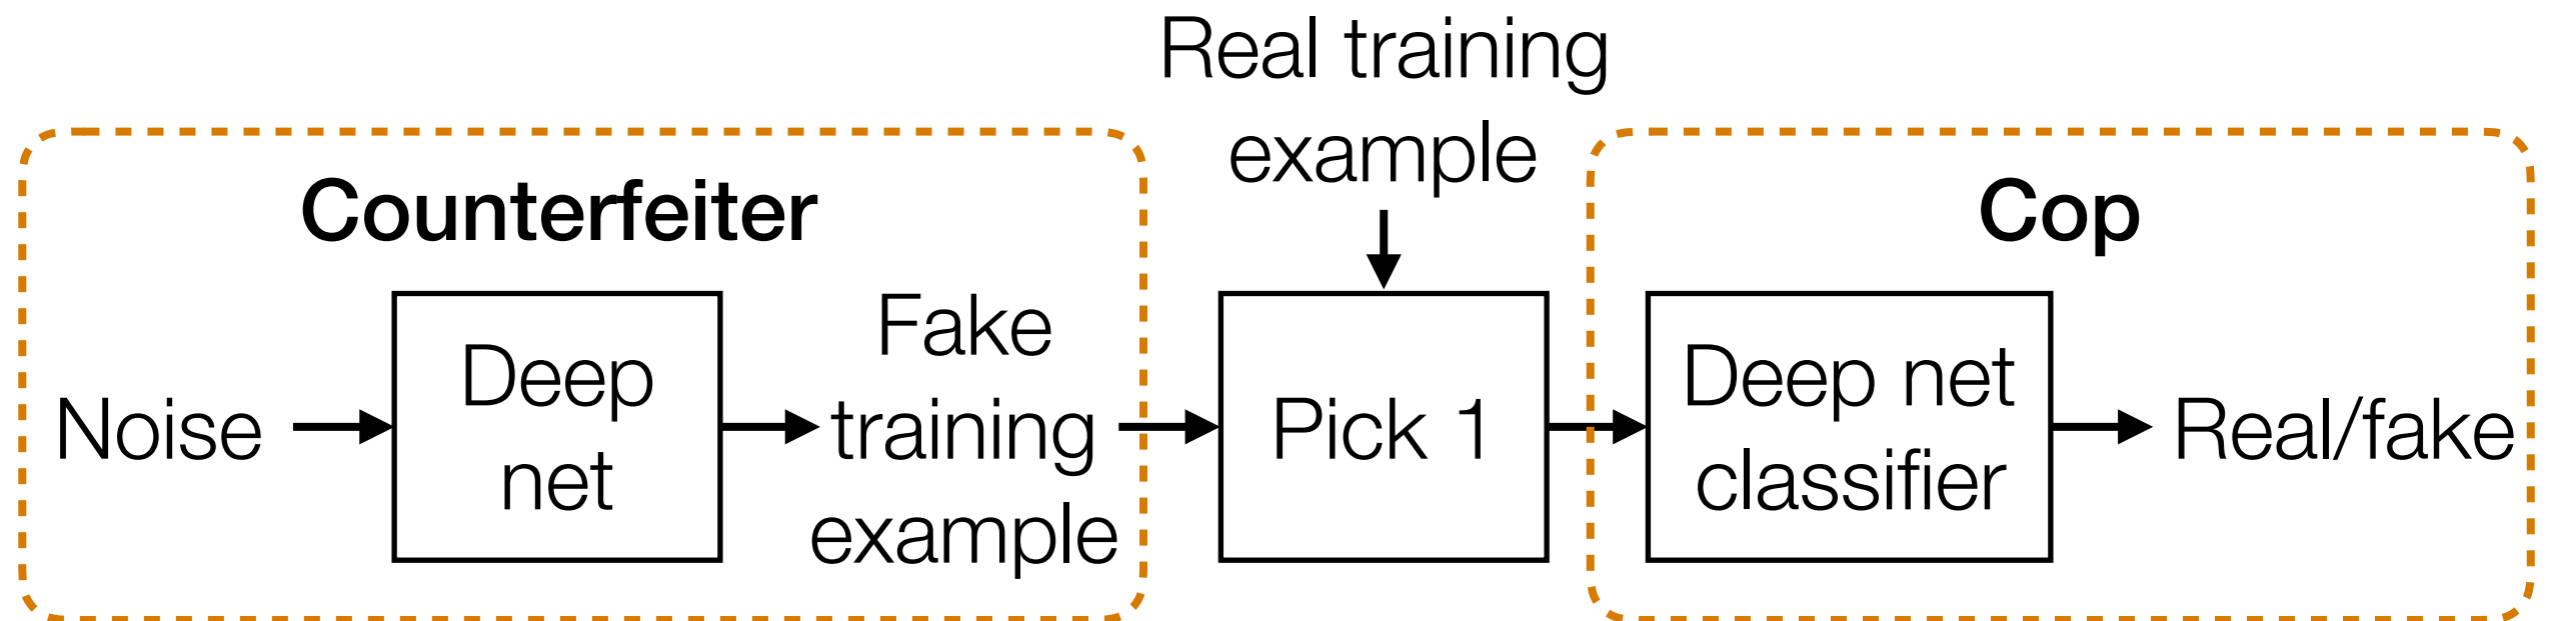 Real training
example
Counterfeiter
Cop
Noise
Deep
net
Fake
training
example
Pick 1
Deep net
classifier
Real/fake